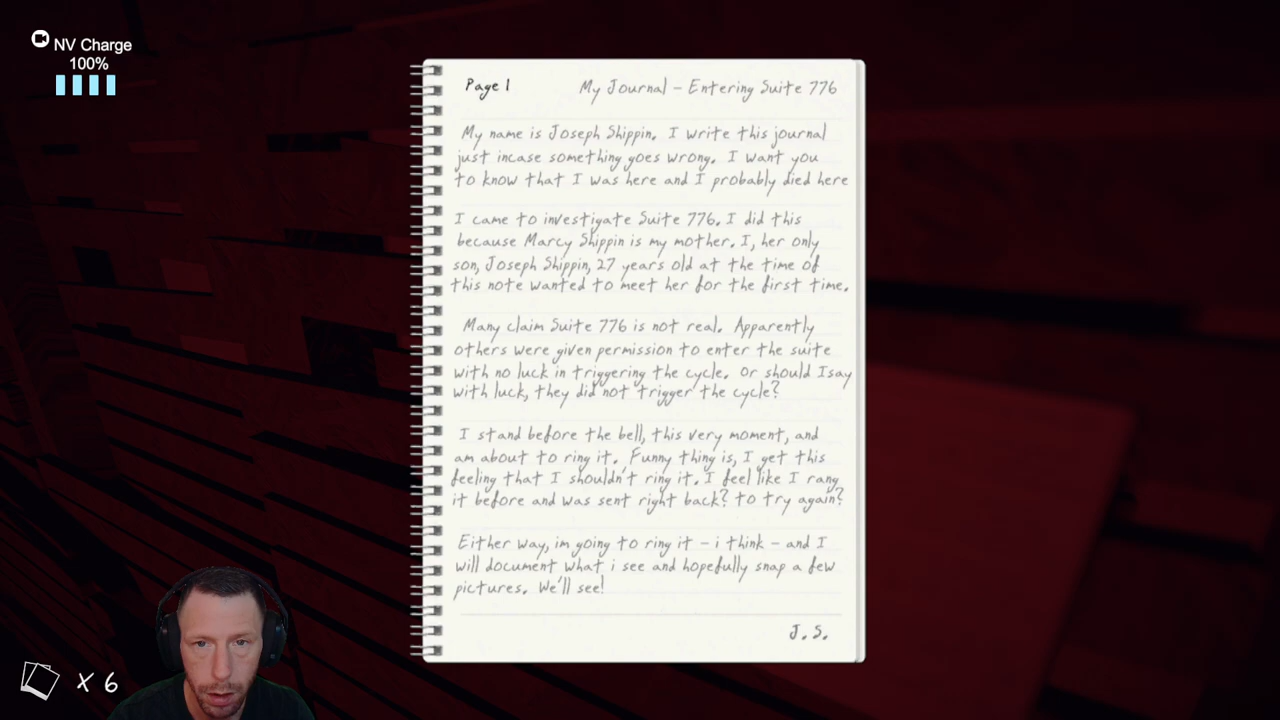 NV Charge
100%
Page 1
My Journal - Entering Suite 776
My name is Joseph Shippin. I write this journal
just incase something goes wrong. I want you
to know that I was here and I probably died here
I came to investigate Suite 776. I did this
because Marcy Shippin is my mother. I, her only
son, Joseph Shippin, 27 years old at the time of
this note wanted to meet her for the first time.
Many claim Suite 776 is not real. Apparently
others were given permission to enter the suite
with no luck in triggering the cycle. Or should I say
with luck, they did not trigger the cycle?
I stand before the bell, this very moment, and
am about to ring it. Funny thing is, I get this
feeling that I shouldn't ring it. I feel like I rang
it before and was sent right back? to try again?
Either way, im going to ring it - i think - and I
will document what i see and hopefully snap a few
pictures. We'll see!
J. S.
X 6